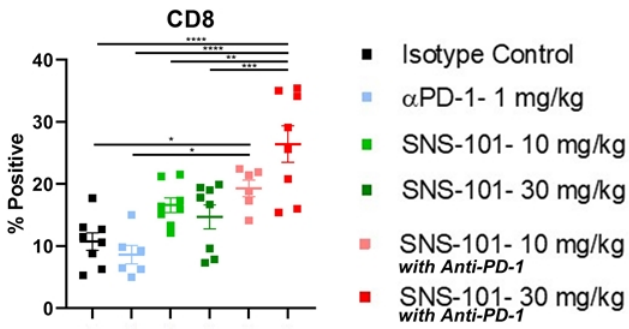 CD8
****
****
**
***
*
*
% Positive
40
30
20
10
0
Isotype Control
αPD-1- 1 mg/kg
SNS-101- 10 mg/kg
SNS-101- 30 mg/kg
SNS-101- 10 mg/kg
with Anti-PD-1
SNS-101- 30 mg/kg
with Anti-PD-1